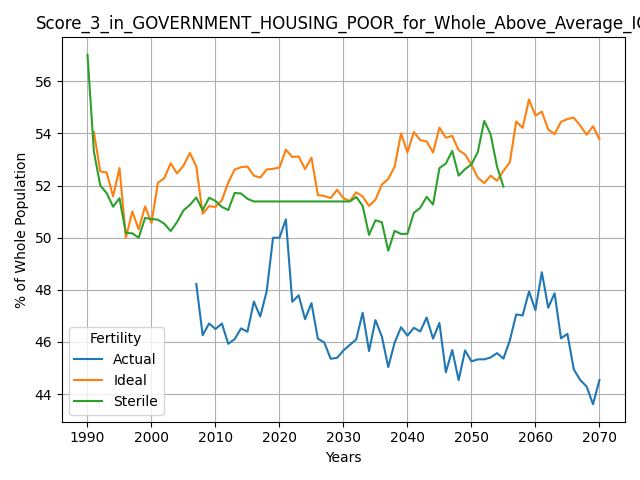 Score_3_in_GOVERNMENT_HOUSING_POOR_for_Whole_Above_Average_IQ
56
54
52
50
48
46
44
% of Whole Population
Fertility
Actual
Ideal
Sterile
1990 2000 2010 2020 2030 2040 2050 2060 2070
Years